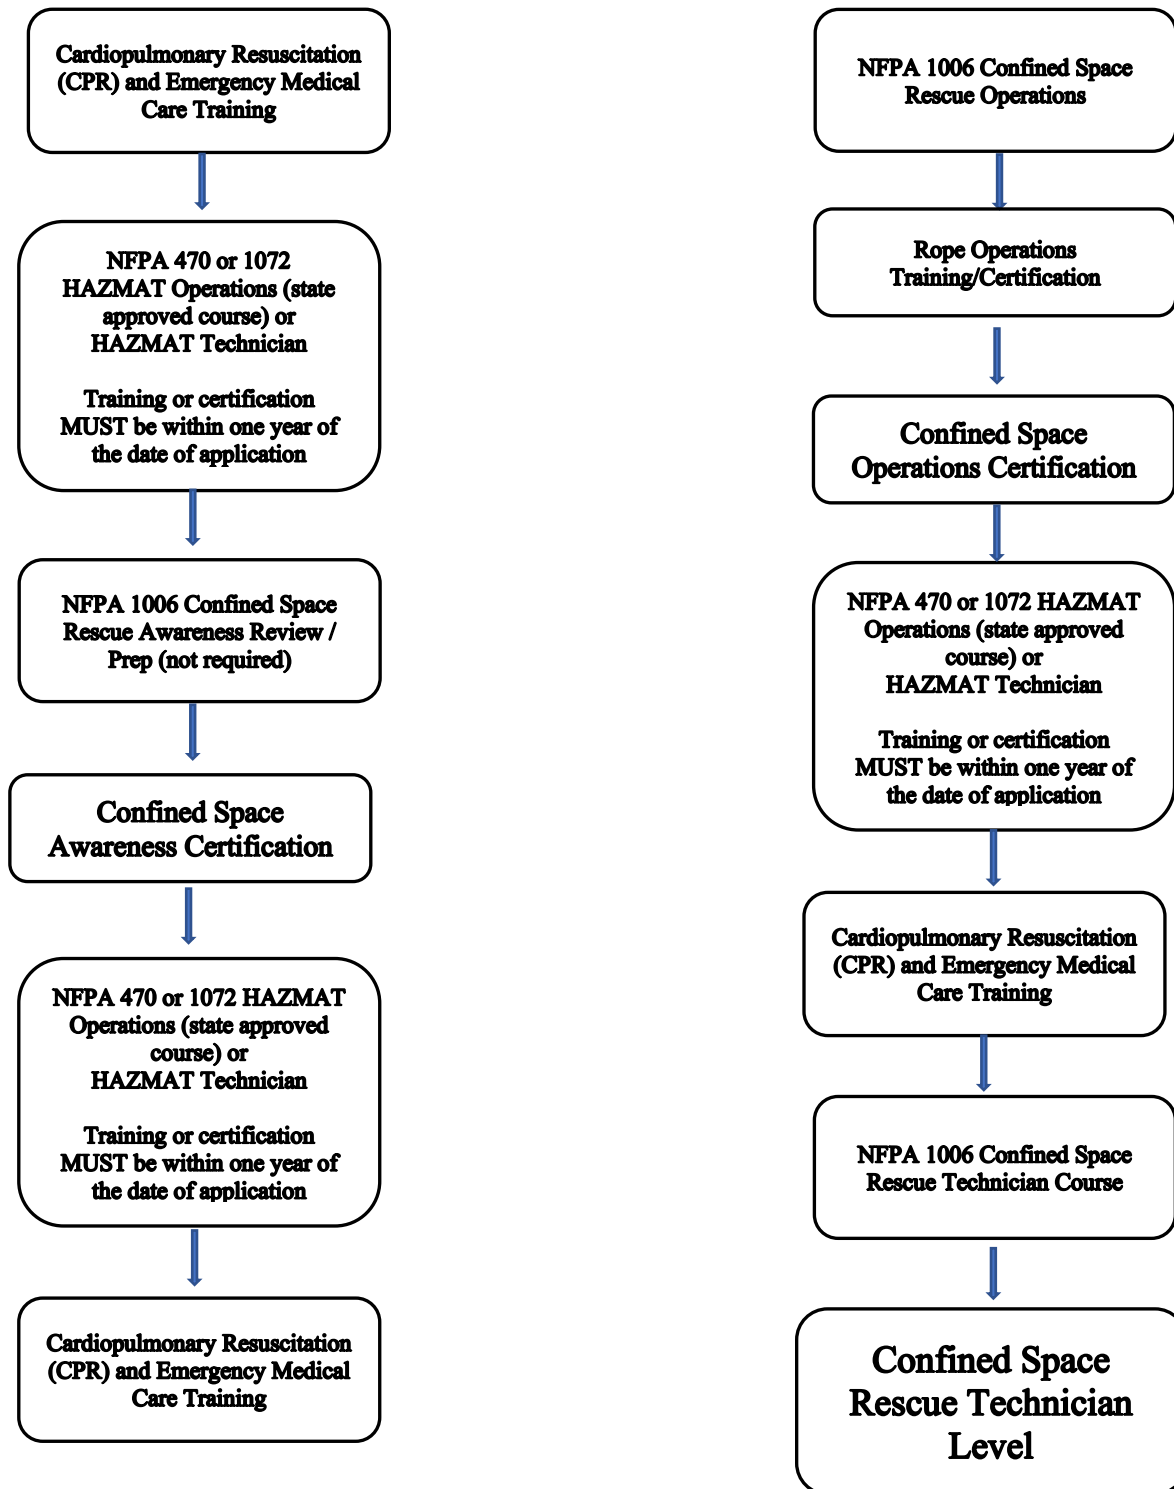 Cardiopulmonary Resuscitation
(CPR) and Emergency Medical
Care Training
NFPA 470 or 1072
HAZMAT Operations (state
approved course) or
HAZMAT Technician
Training or certification
MUST be within one year of
the date of application
NFPA 1006 Confined Space
Rescue Awareness Review /
Prep (not required)
Confined Space
Awareness Certification
NFPA 470 or 1072 HAZMAT
Operations (state approved
course) or
HAZMAT Technician
Training or certification
MUST be within one year of
the date of application
Cardiopulmonary Resuscitation
(CPR) and Emergency Medical
Care Training
NFPA 1006 Confined Space
Rescue Operations
Rope Operations
Training/Certification
Confined Space
Operations Certification
NFPA 470 or 1072 HAZMAT
Operations (state approved
course) or
HAZMAT Technician
Training or certification
MUST be within one year of
the date of application
Cardiopulmonary Resuscitation
(CPR) and Emergency Medical
Care Training
NFPA 1006 Confined Space
Rescue Technician Course
Confined Space
Rescue Technician
Level